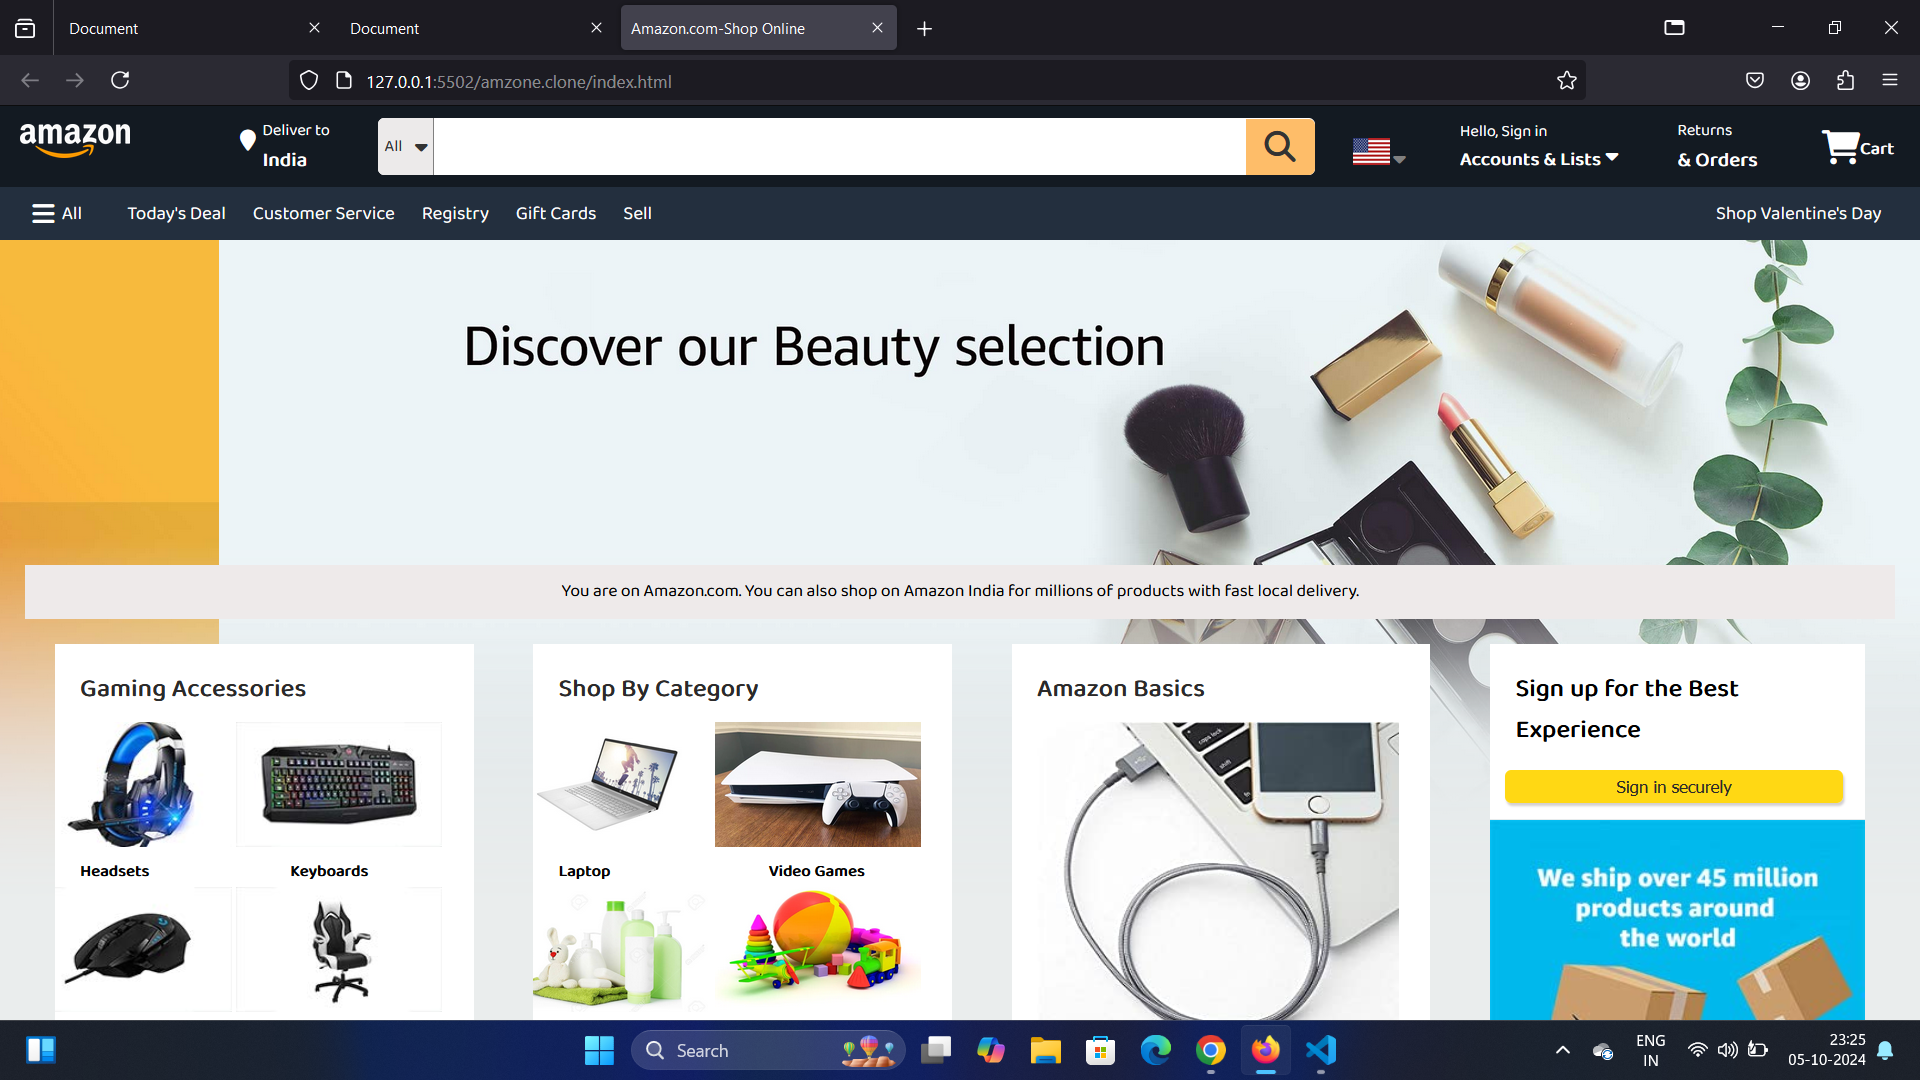 Document
Document
Amazon.com-Shop Online
127.0.0.1:5502/amzone.clone/index.html
amazon
Deliver to
India
All
Hello, Sign in
Accounts & Lists
Returns
& Orders
Cart
All
Today's Deal
Customer Service
Registry
Gift Cards
Sell
Shop Valentine's Day
Discover our Beauty selection
You are on Amazon.com. You can also shop on Amazon India for millions of products with fast local delivery.
Gaming Accessories
Headsets
Keyboards
Shop By Category
Laptop
Video Games
Amazon Basics
caps lock
shift
Sign up for the Best
Experience
Sign in securely
We ship over 45 million
products around
the world
Search
ENG
IN
23:25
05-10-2024